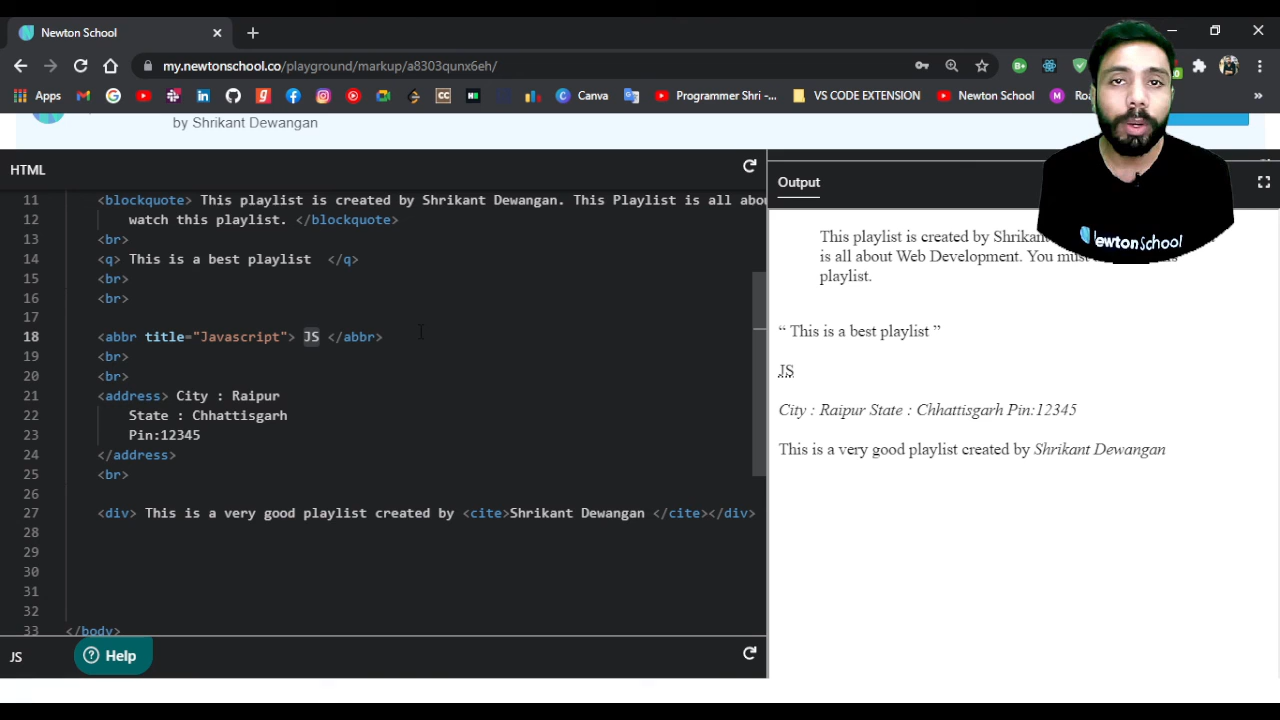 Newton School
my.newtonschool.co/playground/markup/a8303qunx6eh/
Apps
Canva
Programmer Shri -...
VS CODE EXTENSION
Newton School
by Shrikant Dewangan
HTML
11 <blockquote> This playlist is created by Shrikant Dewangan. This Playlist is all abou
12 watch this playlist. </blockquote>
13 <br>
14 <q> This is a best playlist </q>
15 <br>
16 <br>
17
18 <abbr title="Javascript"> JS </abbr>
19 <br>
20 <br>
21 <address> City : Raipur
22 State : Chhattisgarh
23 Pin:12345
24 </address>
25 <br>
26
27 <div> This is a very good playlist created by <cite>Shrikant Dewangan </cite></div>
28
29
30
31
32
33 </body>
JS
Help
Output
This playlist is created by Shrikan
is all about Web Development. You must
playlist.
“ This is a best playlist ”
JS
City : Raipur State : Chhattisgarh Pin:12345
This is a very good playlist created by Shrikant Dewangan
NewtonSchool